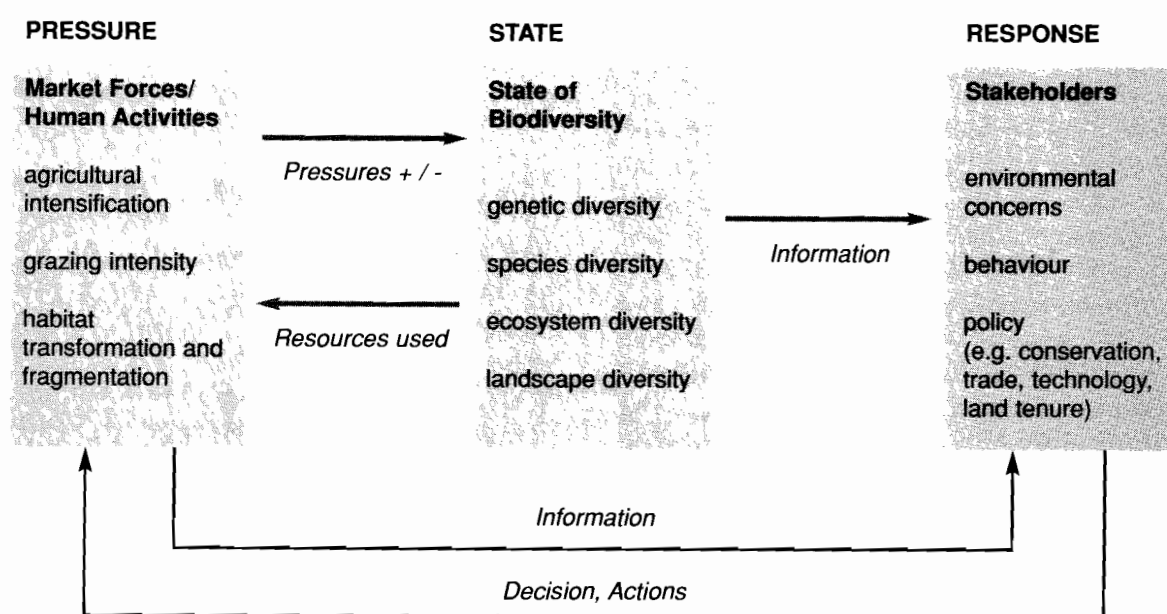 PRESSURE
Market Forces/
Human Activities
agricultural
intensification
grazing intensity
habitat
transformation and
fragmentation
Pressures + / -
Resources used
STATE
State of
Biodiversity
genetic diversity
species diversity
ecosystem diversity
landscape diversity
Information
RESPONSE
Stakeholders
environmental
concerns
behaviour
policy
(e.g. conservation,
trade, technology,
land tenure)
Information
Decision, Actions